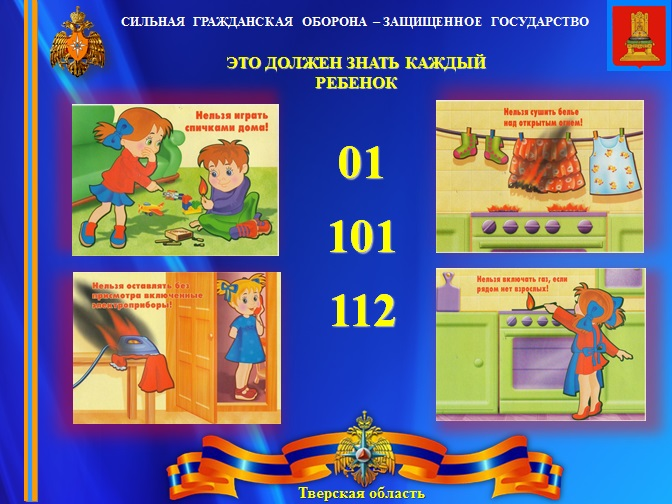 СИЛЬНАЯ ГРАЖДАНСКАЯ ОБОРОНА – ЗАЩИЩЕННОЕ ГОСУДАРСТВО
ЭТО ДОЛЖЕН ЗНАТЬ КАЖДЫЙ
РЕБЕНОК
Нельзя играть
спичками дома!
Нельзя сушить белье
над открытым огнем!
01
101
112
Нельзя оставлять без
присмотра включенные
электроприборы!
Нельзя включать газ, если
рядом нет взрослых!
Тверская область